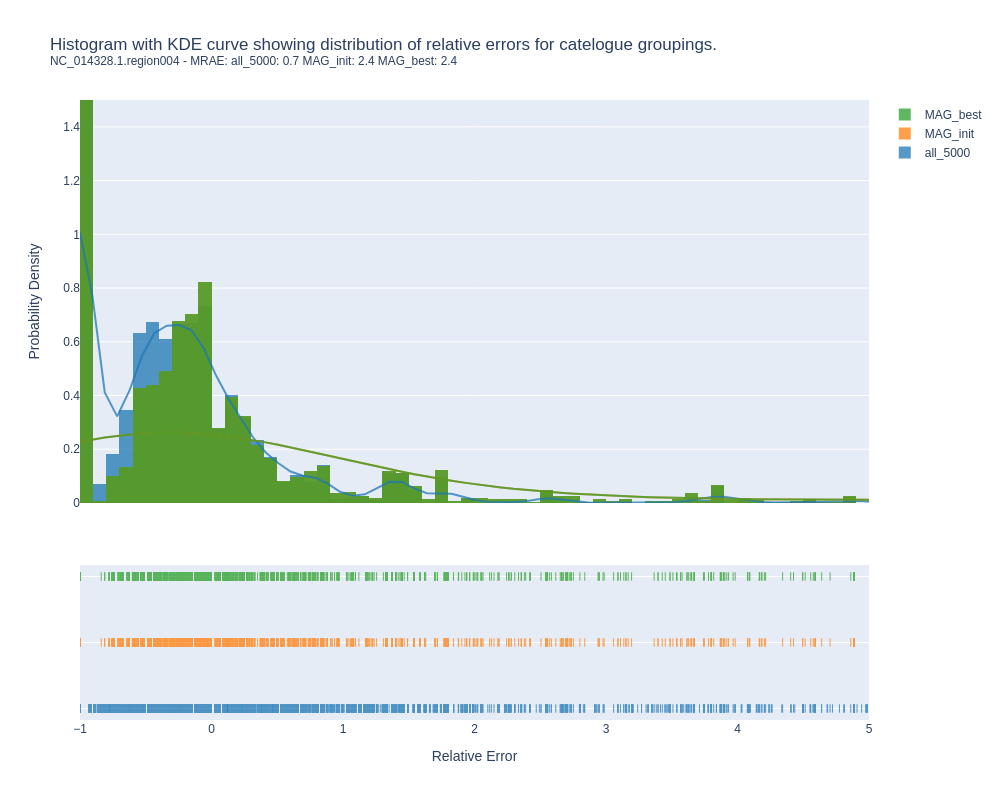 Histogram with KDE curve showing distribution of relative errors for catelogue groupings.
NC_014328.1.region004 - MRAE: all_5000: 0.7 MAG_init: 2.4 MAG_best: 2.4
MAG_best
MAG_init
all_5000
Probability Density
1.4
1.2
1
0.8
0.6
0.4
0.2
0
−1
0
1
2
3
4
5
Relative Error